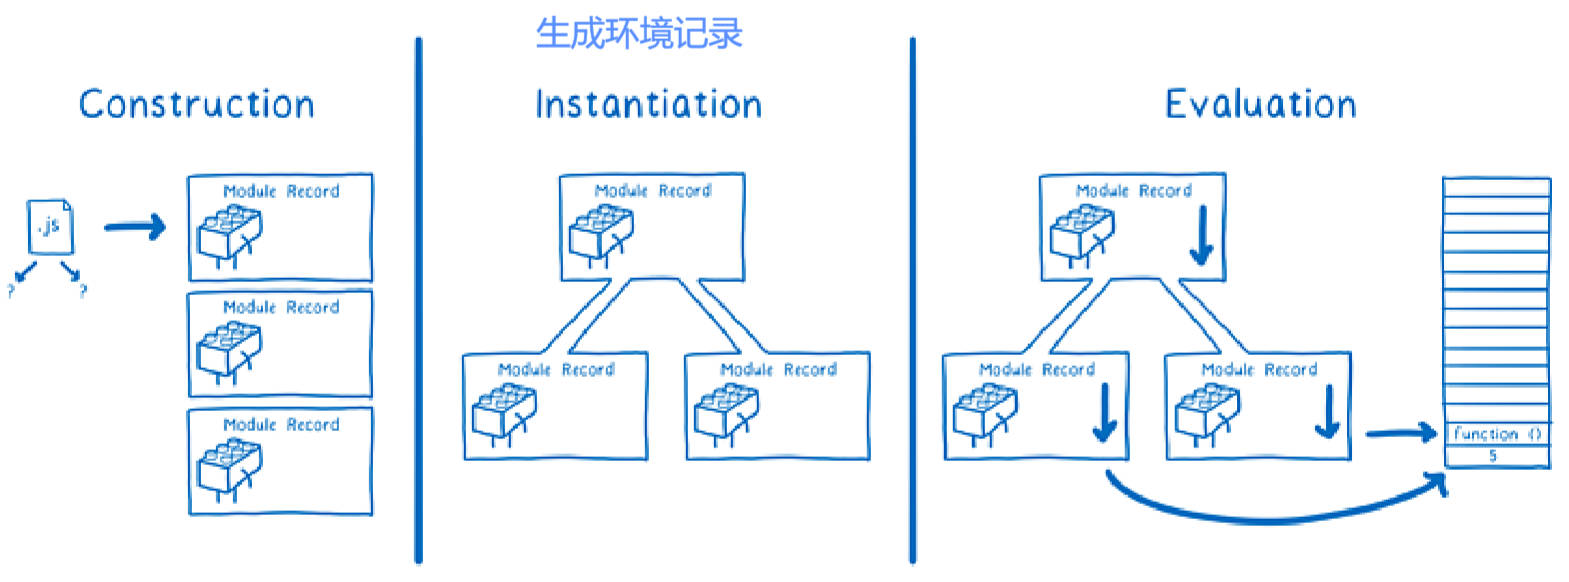 生成环境记录
Construction
Instantiation
Evaluation
.js
?
?
Module Record
Module Record
Module Record
Module Record
Module Record
Module Record
Module Record
Module Record
Module Record
function ()
5